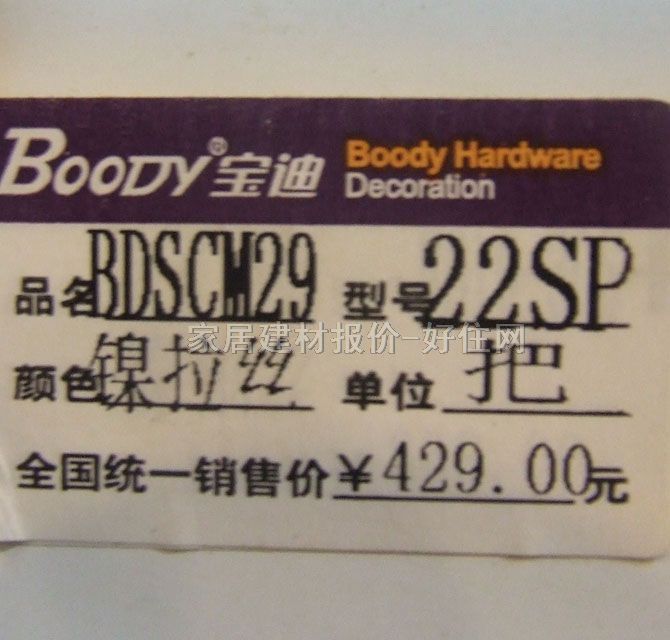 BOODY®宝迪 Boody Hardware
Decoration
品名BDSCM29 型号22SP
家居建材报价-好住网
颜色镍拉丝 单位把
全国统一销售价￥429.00元